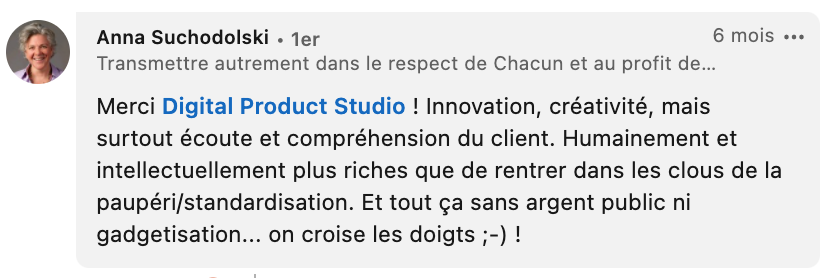 Anna Suchodolski • 1er
6 mois •••
Transmettre autrement dans le respect de Chacun et au profit de...
Merci Digital Product Studio ! Innovation, créativité, mais
surtout écoute et compréhension du client. Humainement et
intellectuellement plus riches que de rentrer dans les clous de la
paupéri/standardisation. Et tout ça sans argent public ni
gadgetisation... on croise les doigts ;-) !